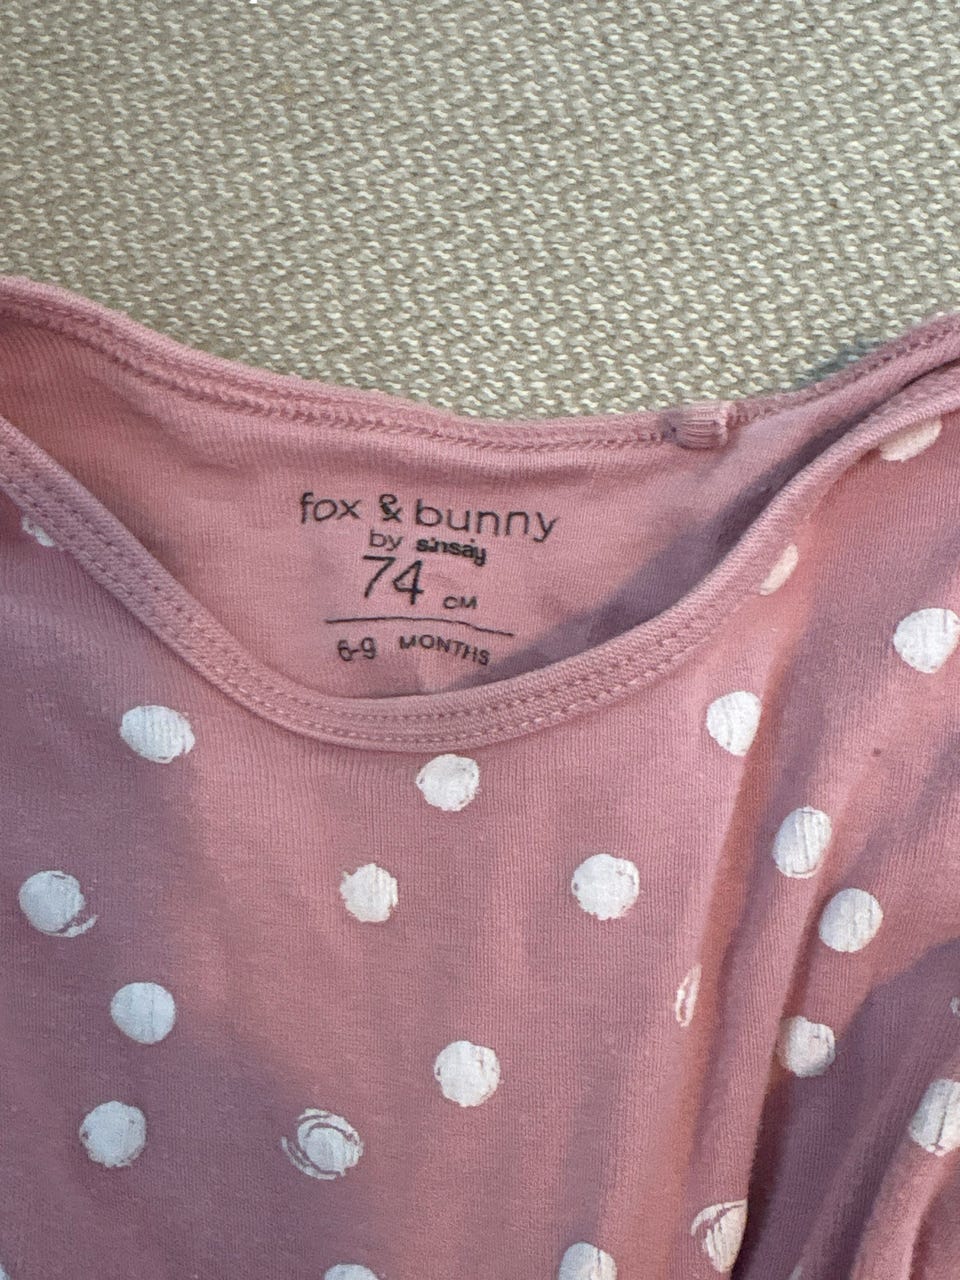 fox & bunny
by sinsay
74 CM
6-9 MONTHS